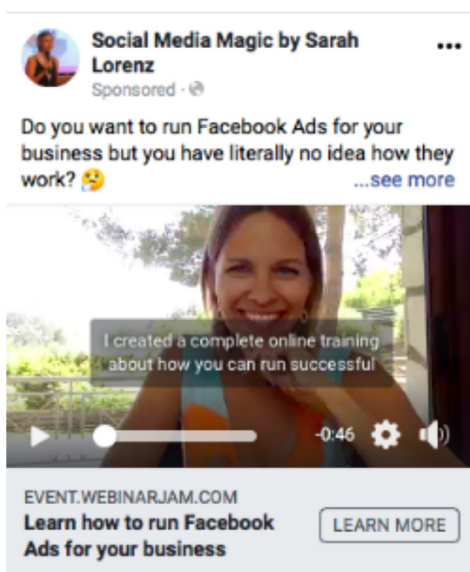 Social Media Magic by Sarah
Lorenz
Sponsored ·
Do you want to run Facebook Ads for your
business but you have literally no idea how they
work? 🤔 ...see more
I created a complete online training
about how you can run successful
-0:46
EVENT.WEBINARJAM.COM
Learn how to run Facebook
Ads for your business
LEARN MORE